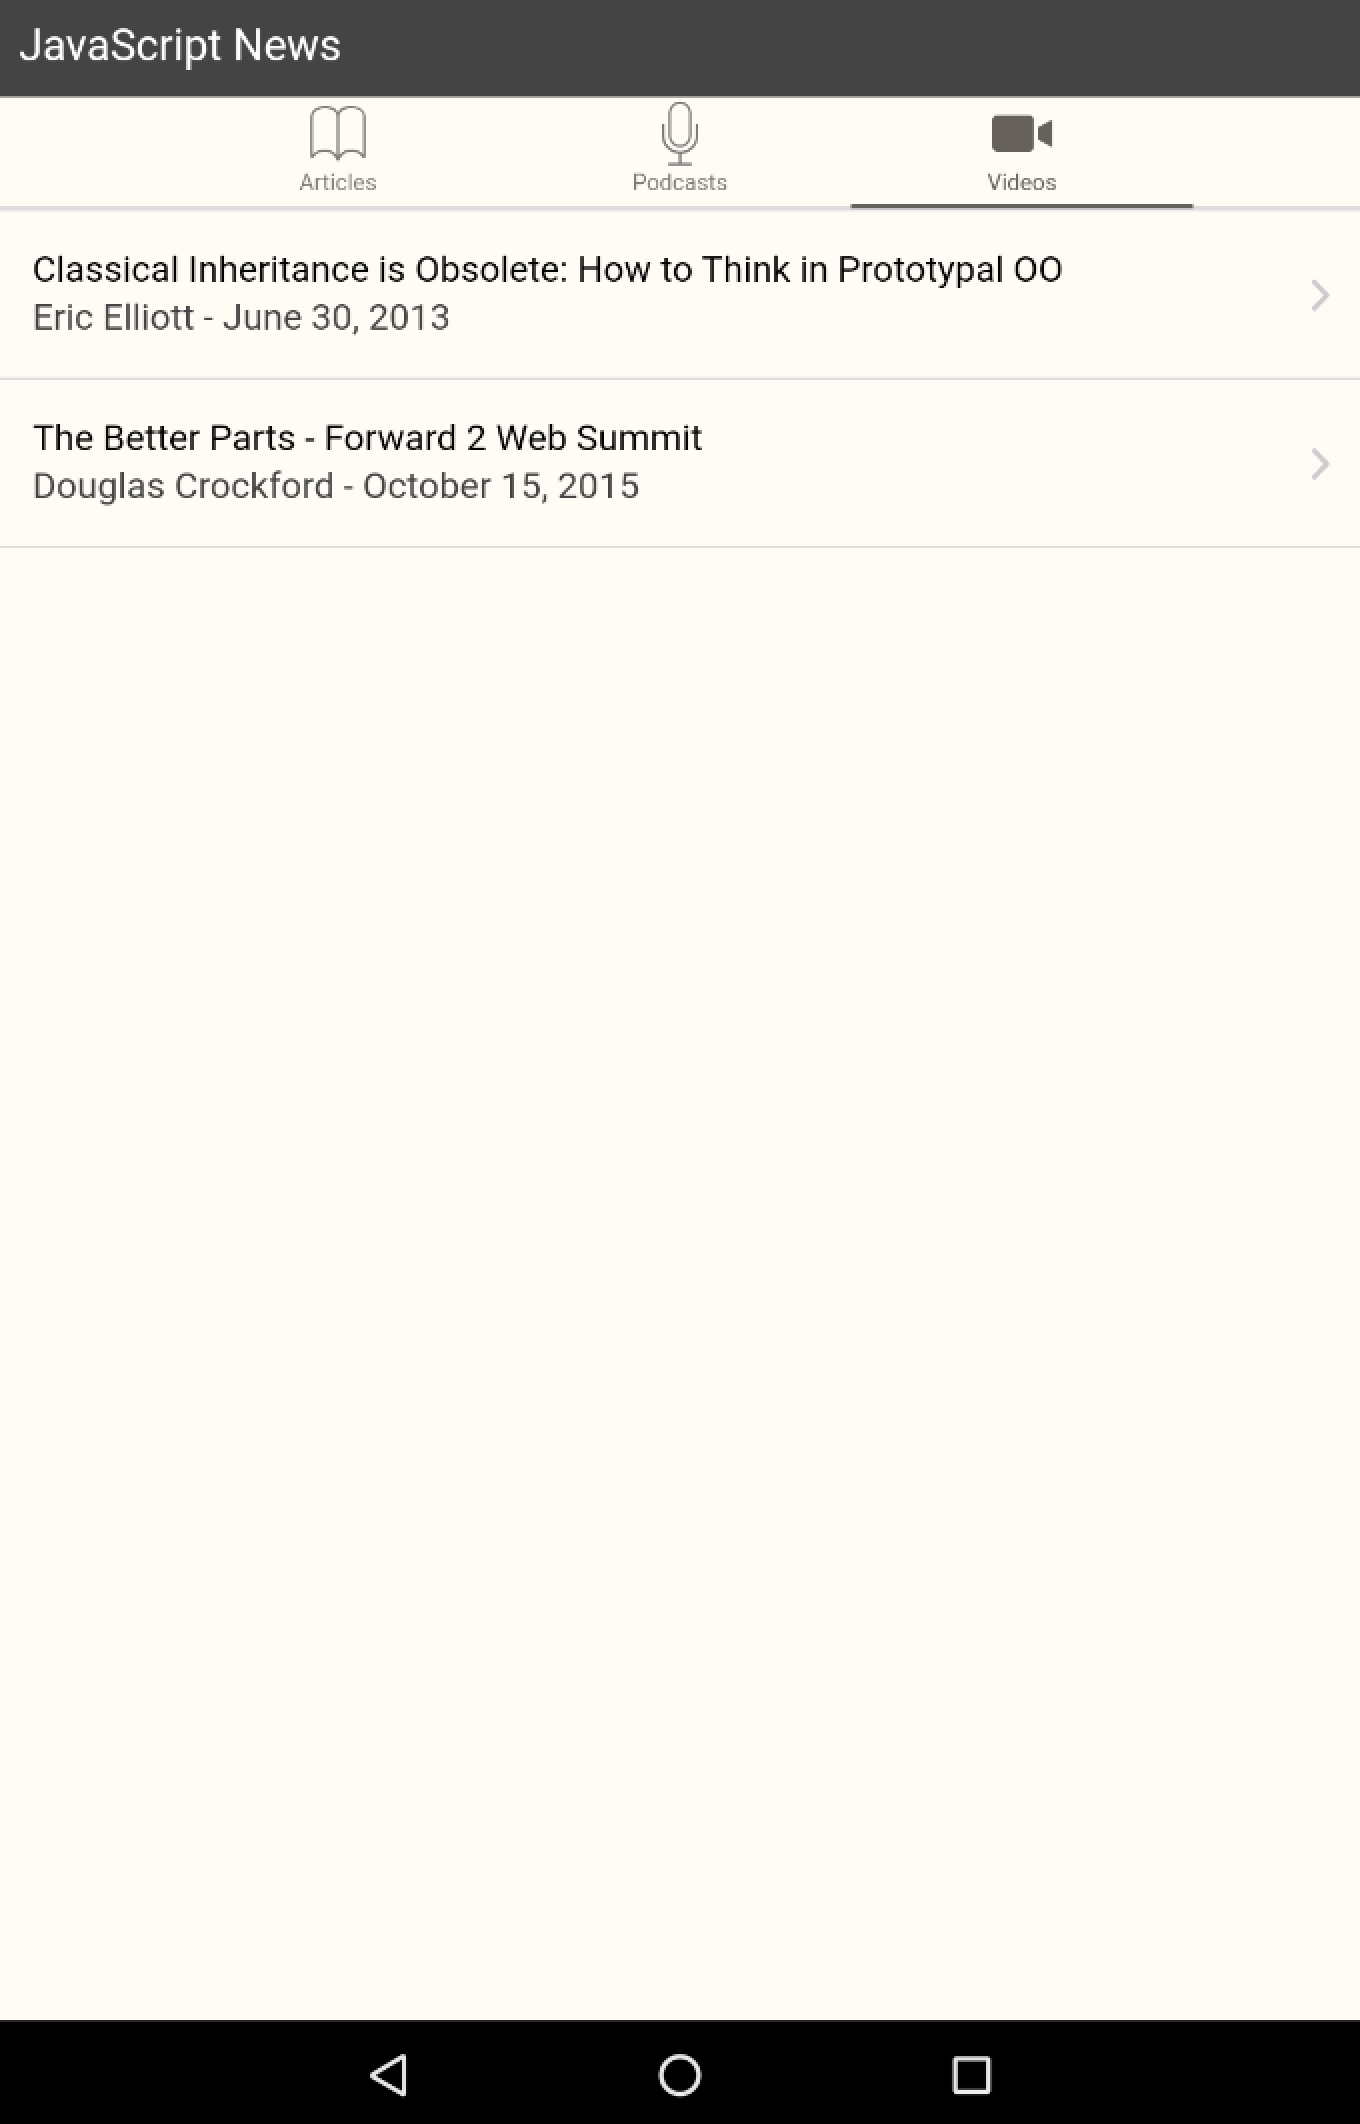 JavaScript News
Articles
Podcasts
Videos
Classical Inheritance is Obsolete: How to Think in Prototypal OO
Eric Elliott - June 30, 2013
The Better Parts - Forward 2 Web Summit
Douglas Crockford - October 15, 2015